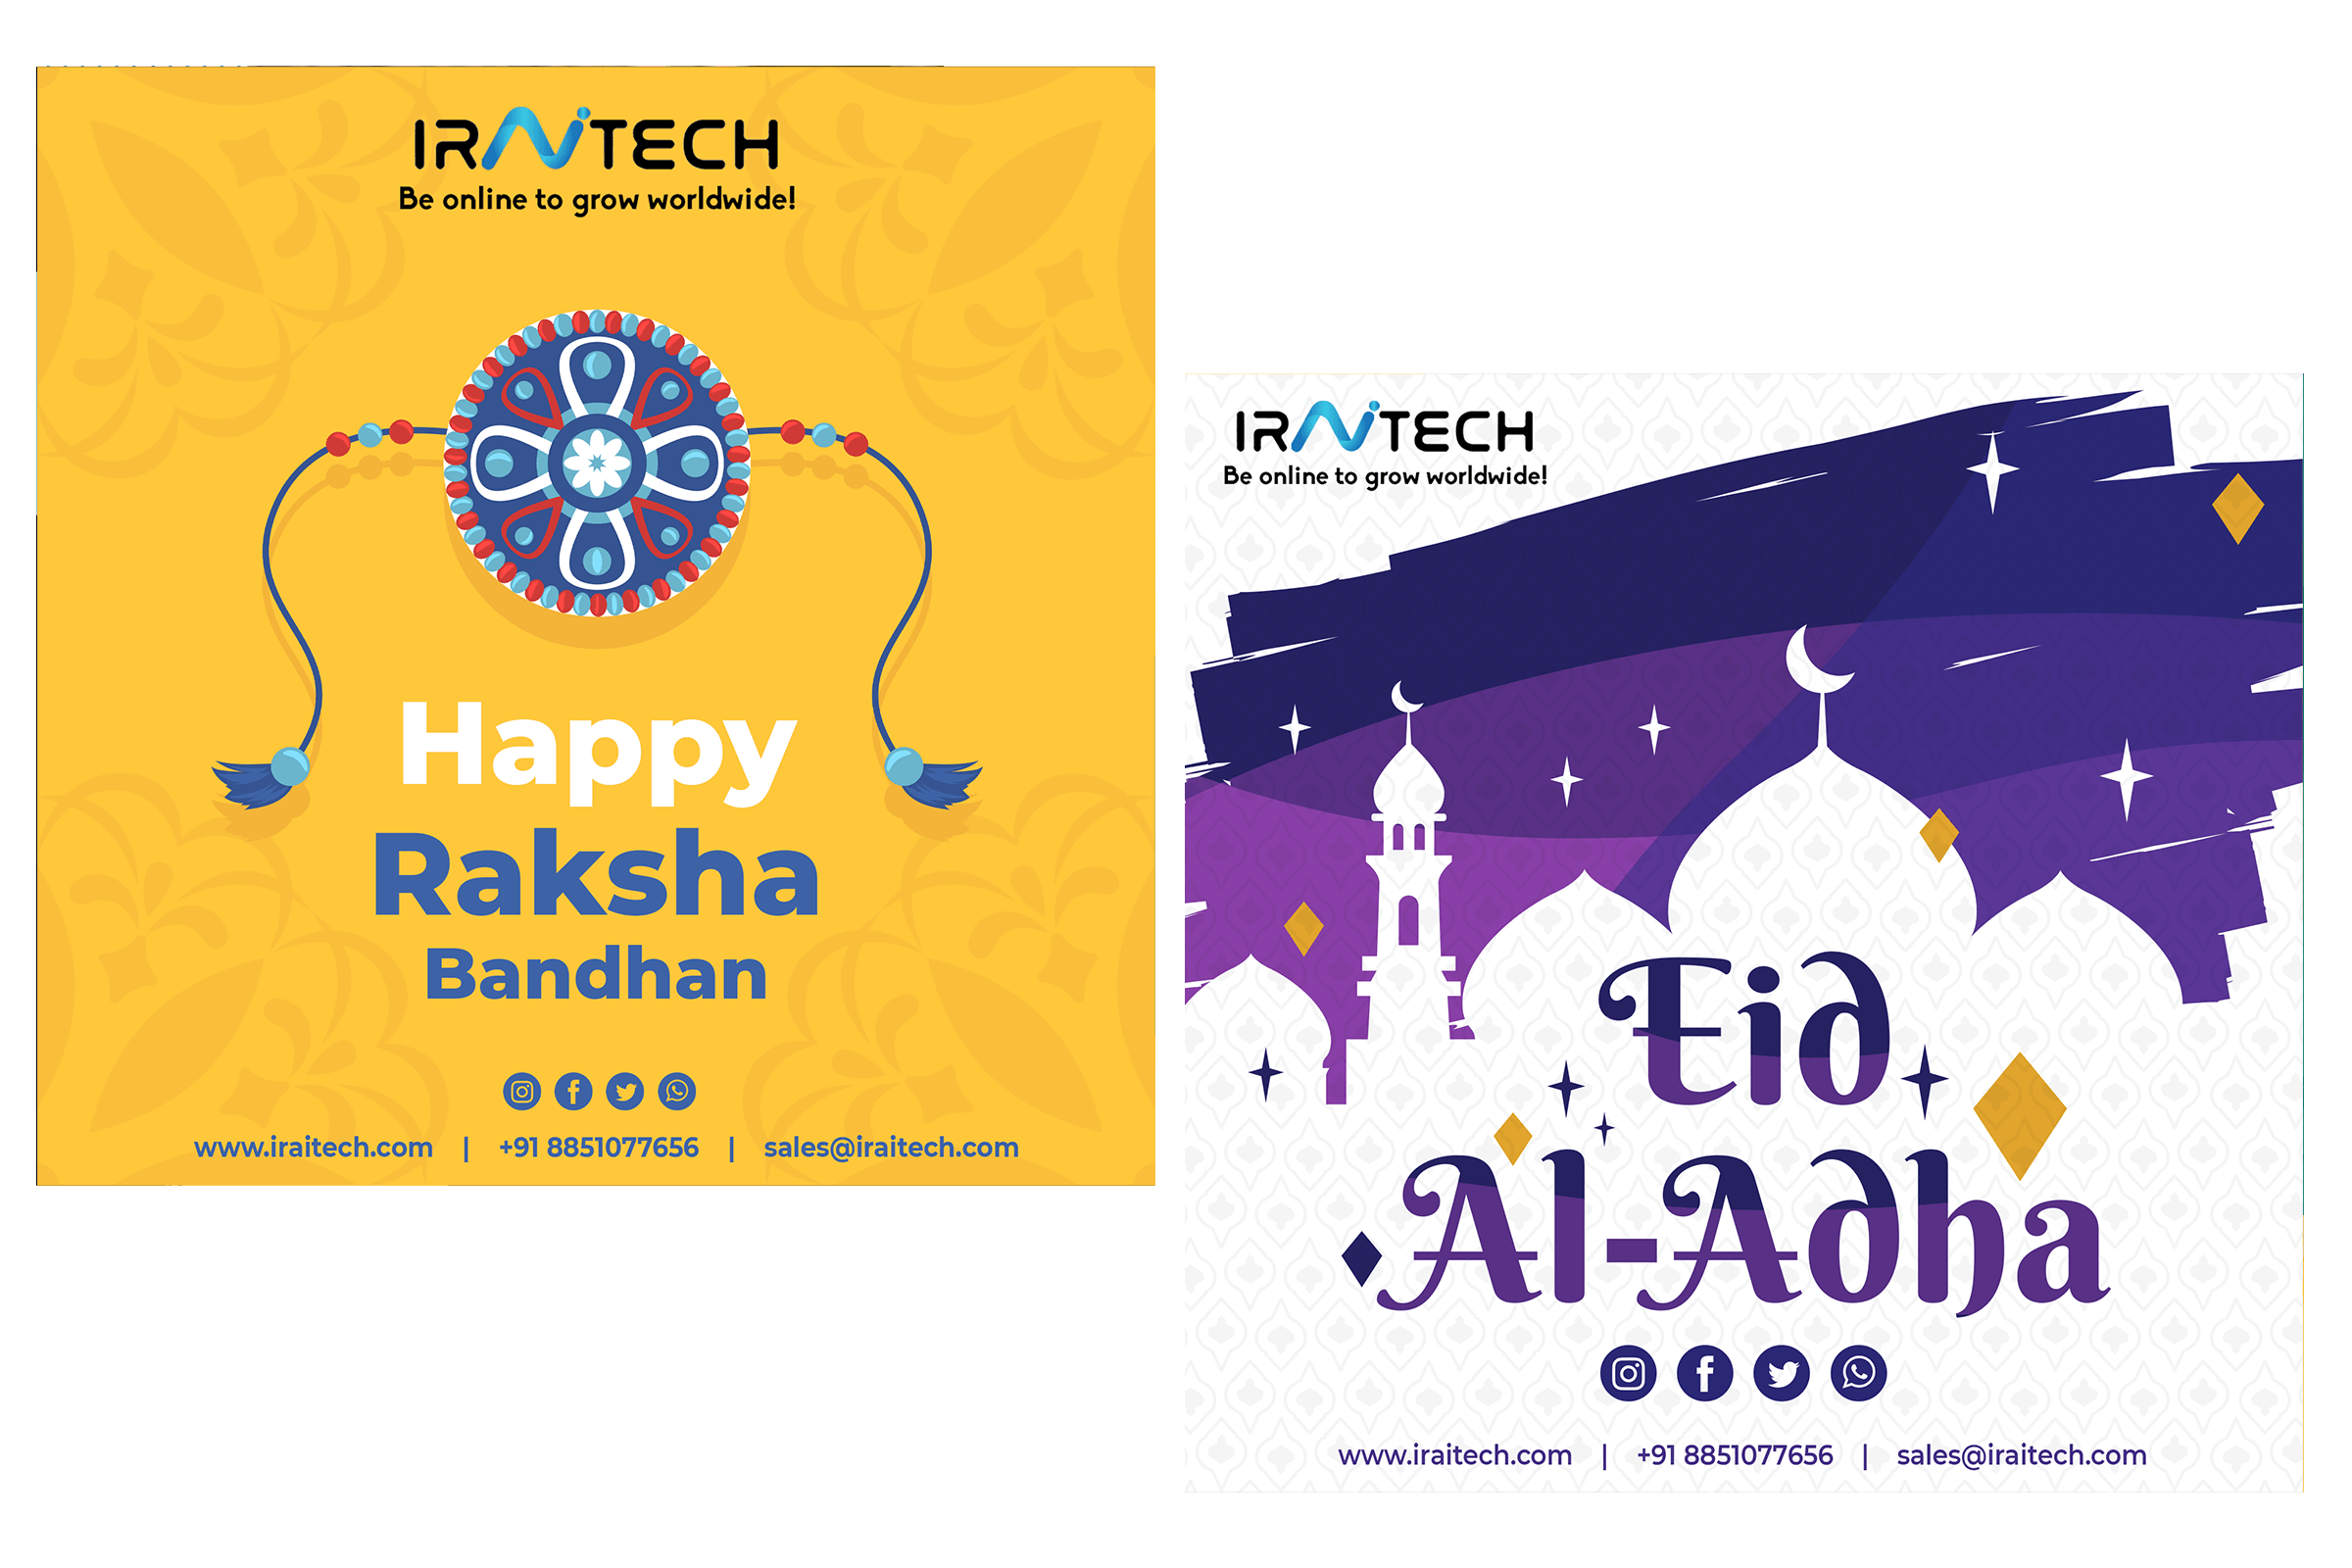 IRAITECH
Be online to grow worldwide!
Happy
Raksha
Bandhan
www.iraitech.com | +91 8851077656 | sales@iraitech.com
IRAITECH
Be online to grow worldwide!
Eid
Al-Adha
www.iraitech.com | +91 8851077656 | sales@iraitech.com